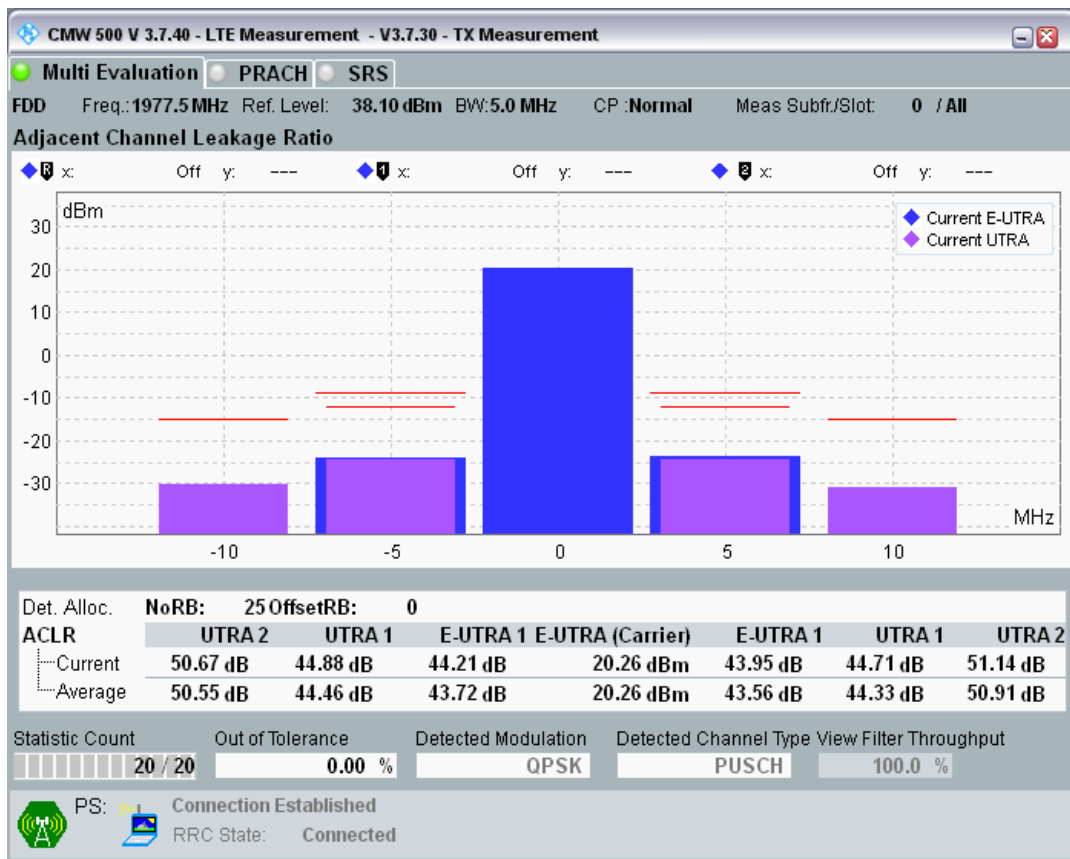 CMW 500 V 3.7.40 - LTE Measurement - V3.7.30 - TX Measurement
Multi Evaluation PRACH SRS
FDD Freq.: 1977.5 MHz Ref. Level: 38.10 dBm BW: 5.0 MHz CP : Normal Meas Subfr./Slot: 0 / All
Adjacent Channel Leakage Ratio
R x: Off y: --- 1 x: Off y: --- 2 x: Off y: ---
dBm
Current E-UTRA
Current UTRA
30
20
10
0
-10
-20
-30
MHz
-10 -5 0 5 10
Det. Alloc. NoRB: 25 OffsetRB: 0
ACLR UTRA 2 UTRA 1 E-UTRA 1 E-UTRA (Carrier) E-UTRA 1 UTRA 1 UTRA 2
Current 50.67 dB 44.88 dB 44.21 dB 20.26 dBm 43.95 dB 44.71 dB 51.14 dB
Average 50.55 dB 44.46 dB 43.72 dB 20.26 dBm 43.56 dB 44.33 dB 50.91 dB
Statistic Count Out of Tolerance Detected Modulation Detected Channel Type View Filter Throughput
20 / 20 0.00 % QPSK PUSCH 100.0 %
PS: Connection Established
RRC State: Connected